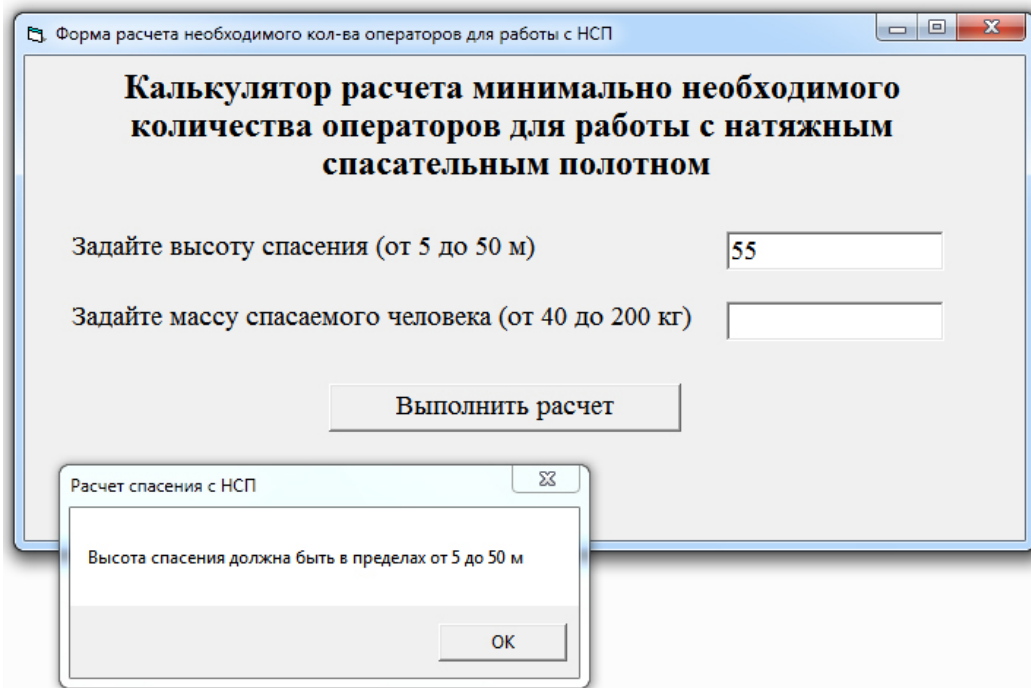 Форма расчета необходимого кол-ва операторов для работы с НСП
Калькулятор расчета минимально необходимого
количества операторов для работы с натяжным
спасательным полотном
Задайте высоту спасения (от 5 до 50 м)
55
Задайте массу спасаемого человека (от 40 до 200 кг)
Выполнить расчет
Расчет спасения с НСП
Высота спасения должна быть в пределах от 5 до 50 м
ОК